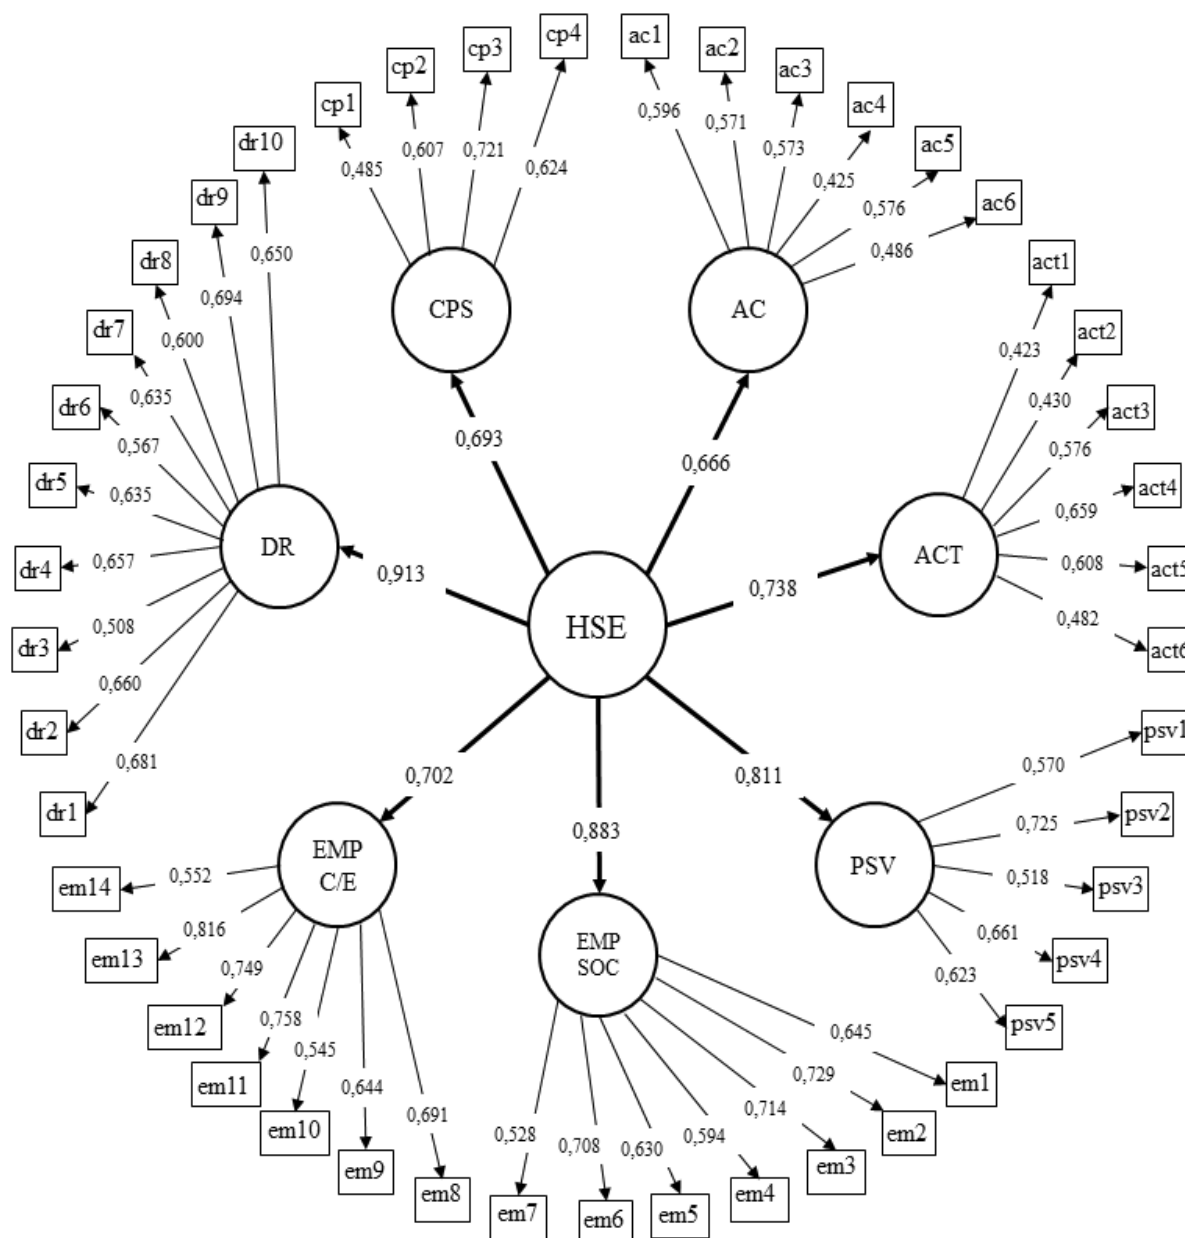 cp1
cp2
cp3
cp4
0,485
0,607
0,721
0,624
CPS
ac1
ac2
ac3
ac4
ac5
ac6
0,596
0,571
0,573
0,425
0,576
0,486
AC
dr10
dr9
dr8
dr7
dr6
dr5
dr4
dr3
dr2
dr1
0,650
0,694
0,600
0,635
0,567
0,635
0,657
0,508
0,660
0,681
DR
act1
act2
act3
act4
act5
act6
0,423
0,430
0,576
0,659
0,608
0,482
ACT
0,693
0,666
0,913
0,738
HSE
0,702
0,883
0,811
psv1
psv2
psv3
psv4
psv5
0,570
0,725
0,518
0,661
0,623
PSV
EMP
C/E
em14
em13
em12
em11
em10
em9
em8
0,552
0,816
0,749
0,758
0,545
0,644
0,691
EMP
SOC
0,528
0,708
0,630
0,594
0,714
0,729
0,645
em7
em6
em5
em4
em3
em2
em1